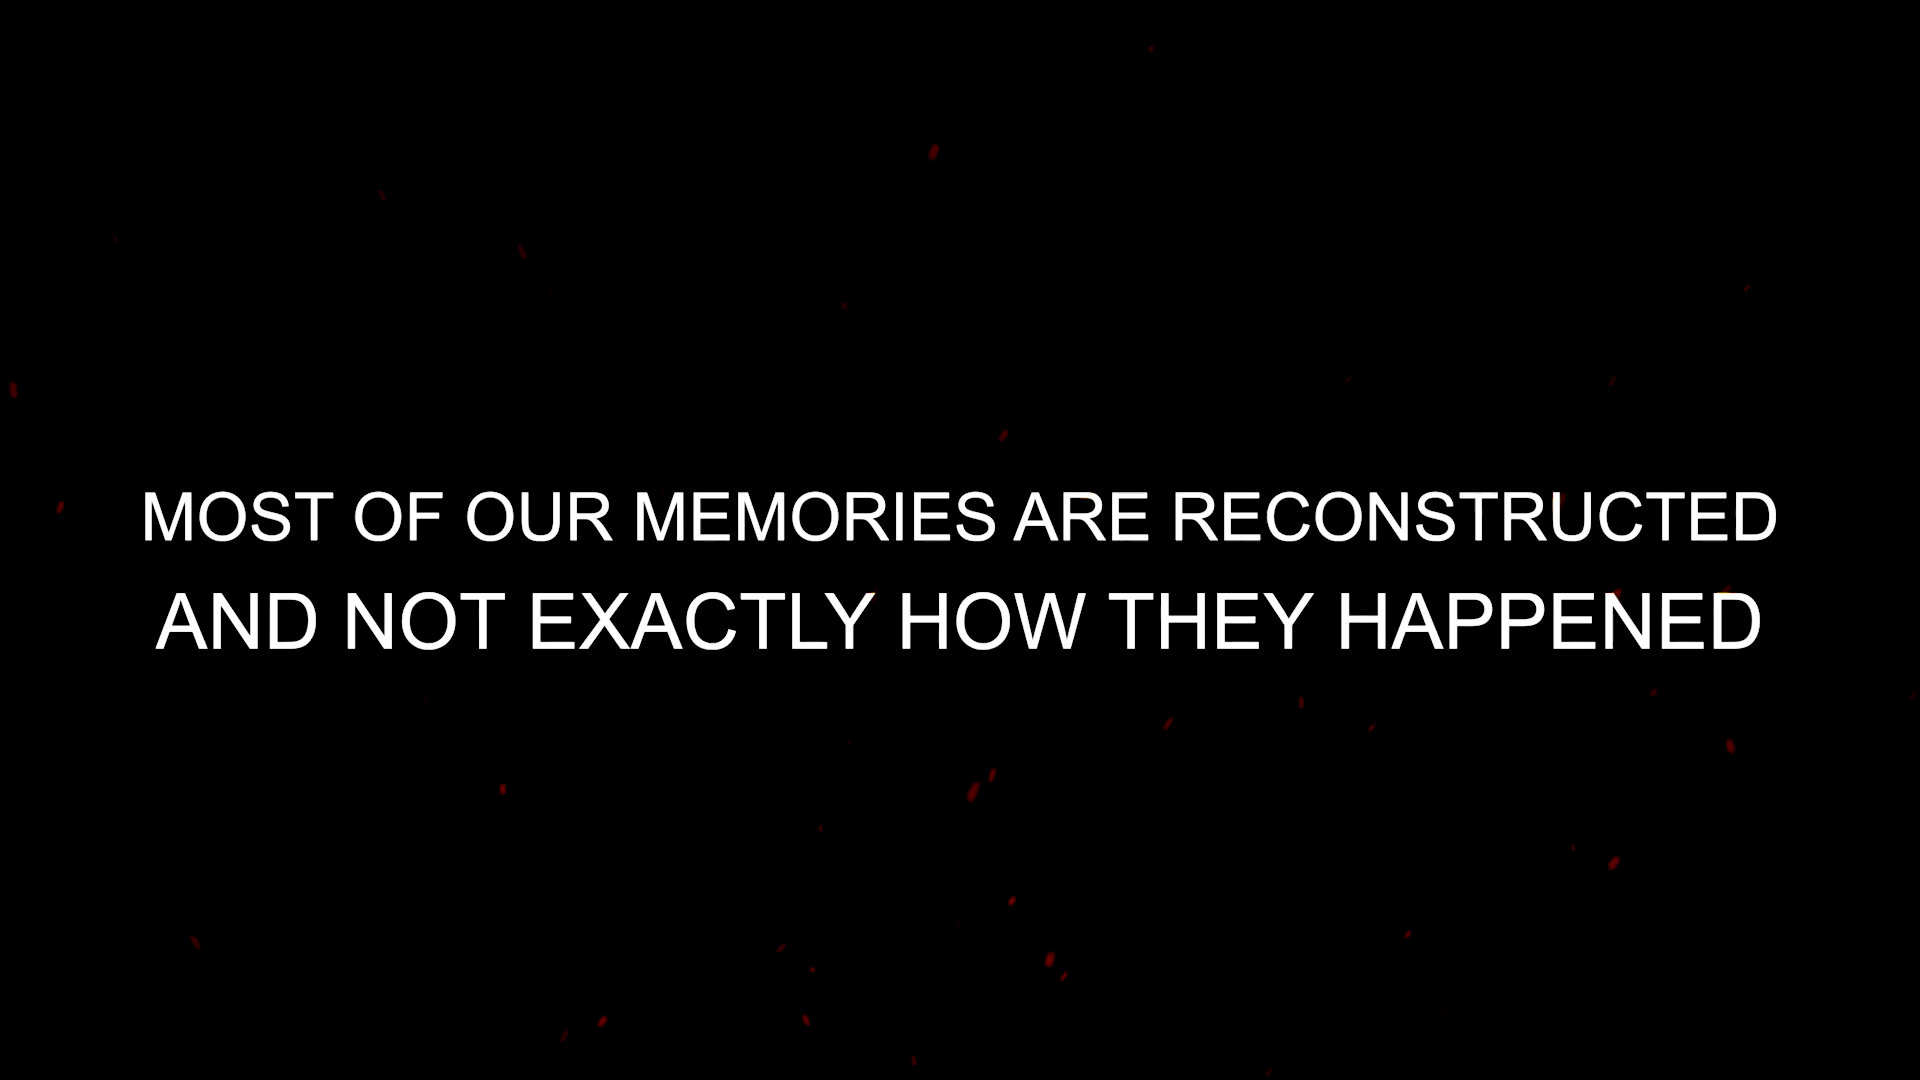 MOST OF OUR MEMORIES ARE RECONSTRUCTED
AND NOT EXACTLY HOW THEY HAPPENED